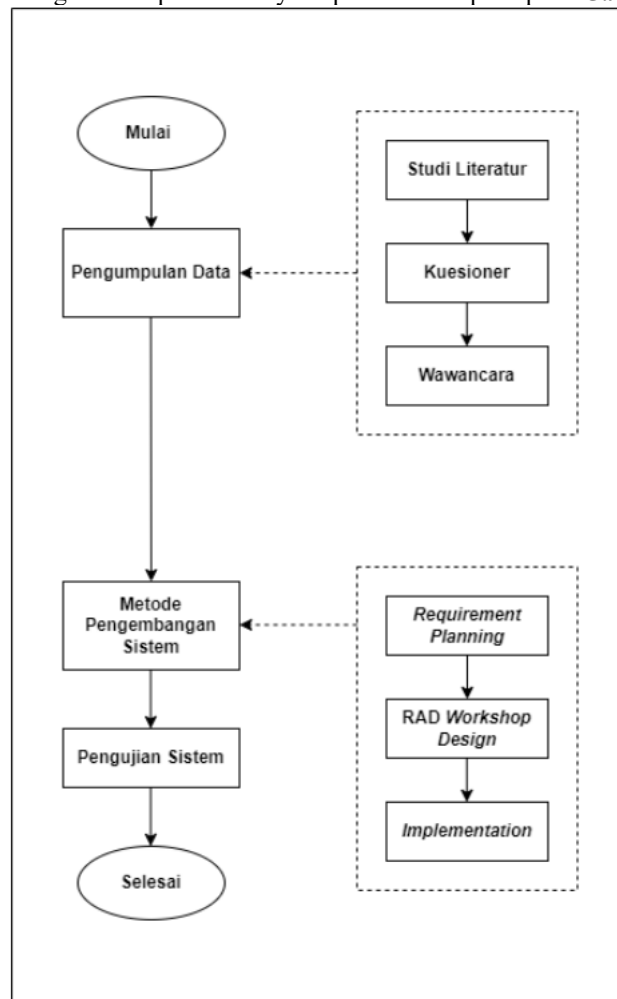 Mulai
Pengumpulan Data
Studi Literatur
Kuesioner
Wawancara
Metode
Pengembangan
Sistem
Pengujian Sistem
Selesai
Requirement
Planning
RAD Workshop
Design
Implementation